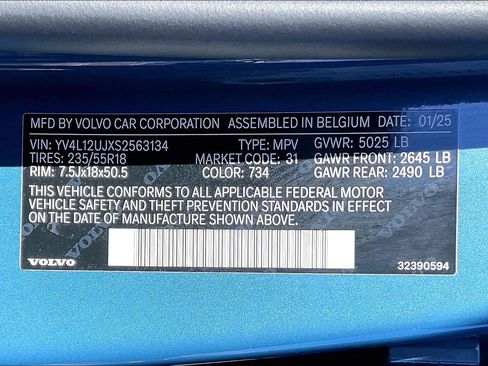 MFD BY VOLVO CAR CORPORATION ASSEMBLED IN BELGIUM DATE: 01/25
VIN: YV4L12UJXS2563134 TYPE: MPV GVWR: 5025 LB
TIRES: 235/55R18 MARKET CODE: 31 GAWR FRONT: 2645 LB
RIM: 7.5Jx18x50.5 COLOR: 734 GAWR REAR: 2490 LB
THIS VEHICLE CONFORMS TO ALL APPLICABLE FEDERAL MOTOR
VEHICLE SAFETY AND THEFT PREVENTION STANDARDS IN EFFECT
ON THE DATE OF MANUFACTURE SHOWN ABOVE.
VOLVO 32390594